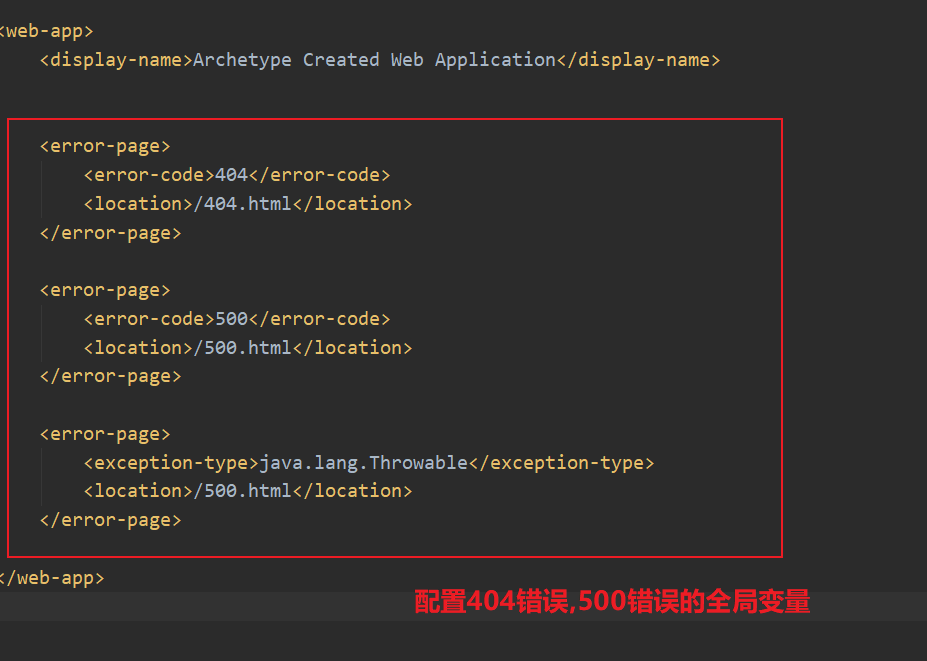 <web-app>
<display-name>Archetype Created Web Application</display-name>
<error-page>
<error-code>404</error-code>
<location>/404.html</location>
</error-page>
<error-page>
<error-code>500</error-code>
<location>/500.html</location>
</error-page>
<error-page>
<exception-type>java.lang.Throwable</exception-type>
<location>/500.html</location>
</error-page>
</web-app>
配置404错误,500错误的全局变量